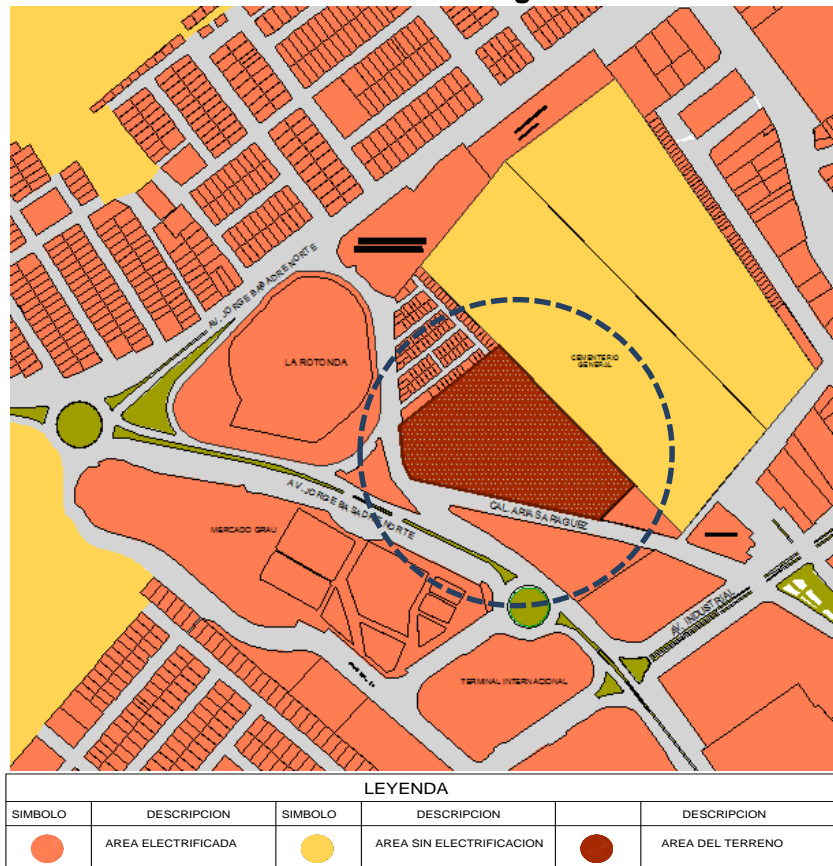 AV. JORGE BASADRE NORTE
LA ROTONDA
CEMENTERIO
GENERAL
AV. JORGE BASADRE NORTE
CAL. ARIAS ARAGUEZ
MERCADO GRAU
AV. INDUSTRIAL
TERMINAL INTERNACIONAL
LEYENDA
SIMBOLO DESCRIPCION SIMBOLO DESCRIPCION DESCRIPCION
AREA ELECTRIFICADA AREA SIN ELECTRIFICACION AREA DEL TERRENO